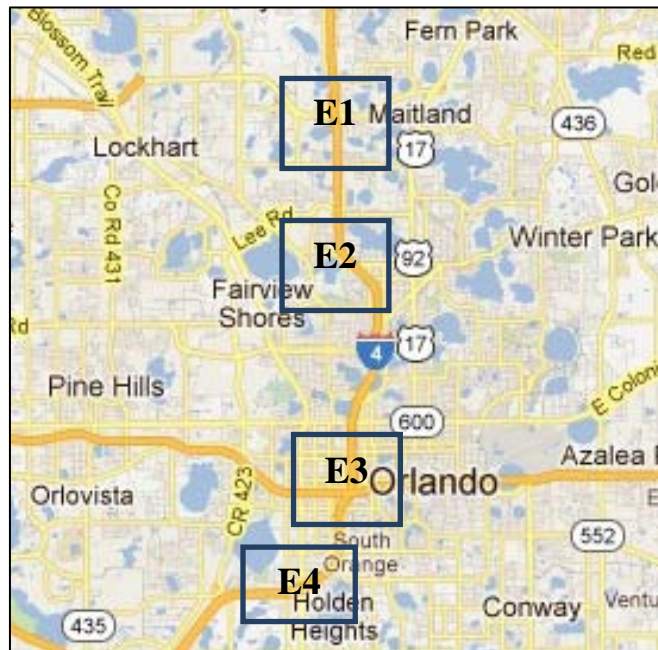 Fern Park
Red
Blossom Trail
E1
Maitland
436
Lockhart
17
Gol
Co Rd 431
Lee Rd
E2
92
Winter Park
Fairview
Shores
Rd
4
17
Pine Hills
E Coloni
600
Azalea
E3
Orlando
Orlovista
CR 423
E
South
Orange
552
E4
Holden
Heights
Conway
Ventu
435